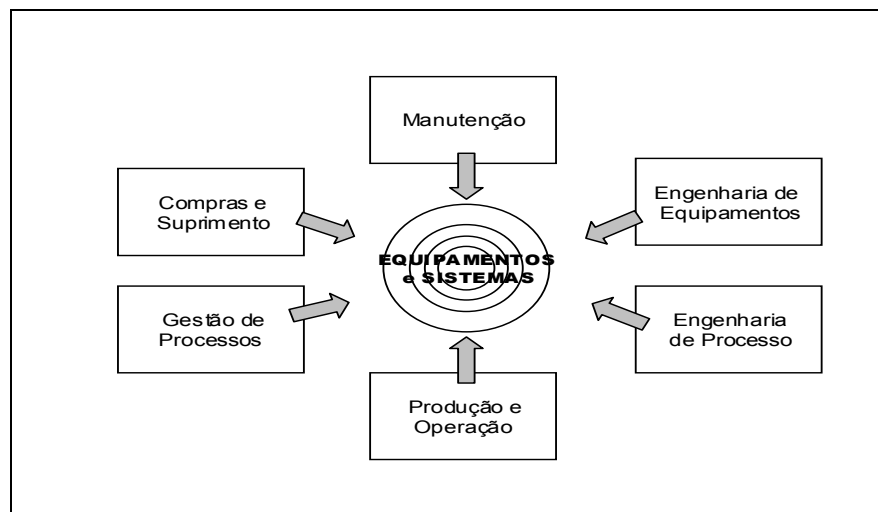 Manutenção
Compras e
Suprimento
Engenharia de
Equipamentos
EQUIPAMENTOS
e SISTEMAS
Gestão de
Processos
Engenharia
de Processo
Produção e
Operação